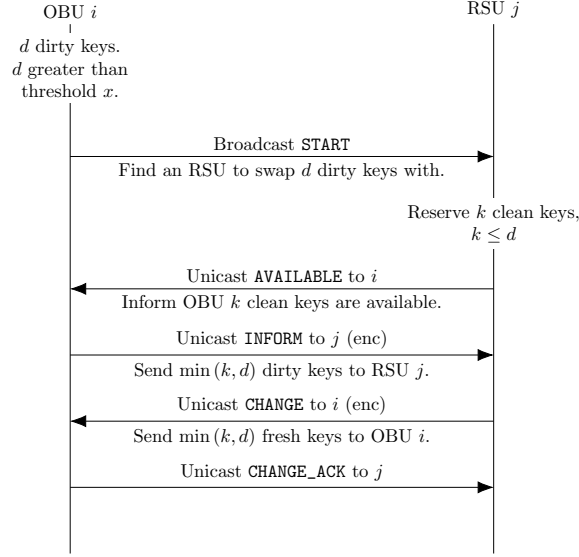 OBU i
RSU j
d dirty keys.
d greater than
threshold x.
Broadcast START
Find an RSU to swap d dirty keys with.
Reserve k clean keys,
k ≤ d
Unicast AVAILABLE to i
Inform OBU k clean keys are available.
Unicast INFORM to j (enc)
Send min (k, d) dirty keys to RSU j.
Unicast CHANGE to i (enc)
Send min (k, d) fresh keys to OBU i.
Unicast CHANGE_ACK to j